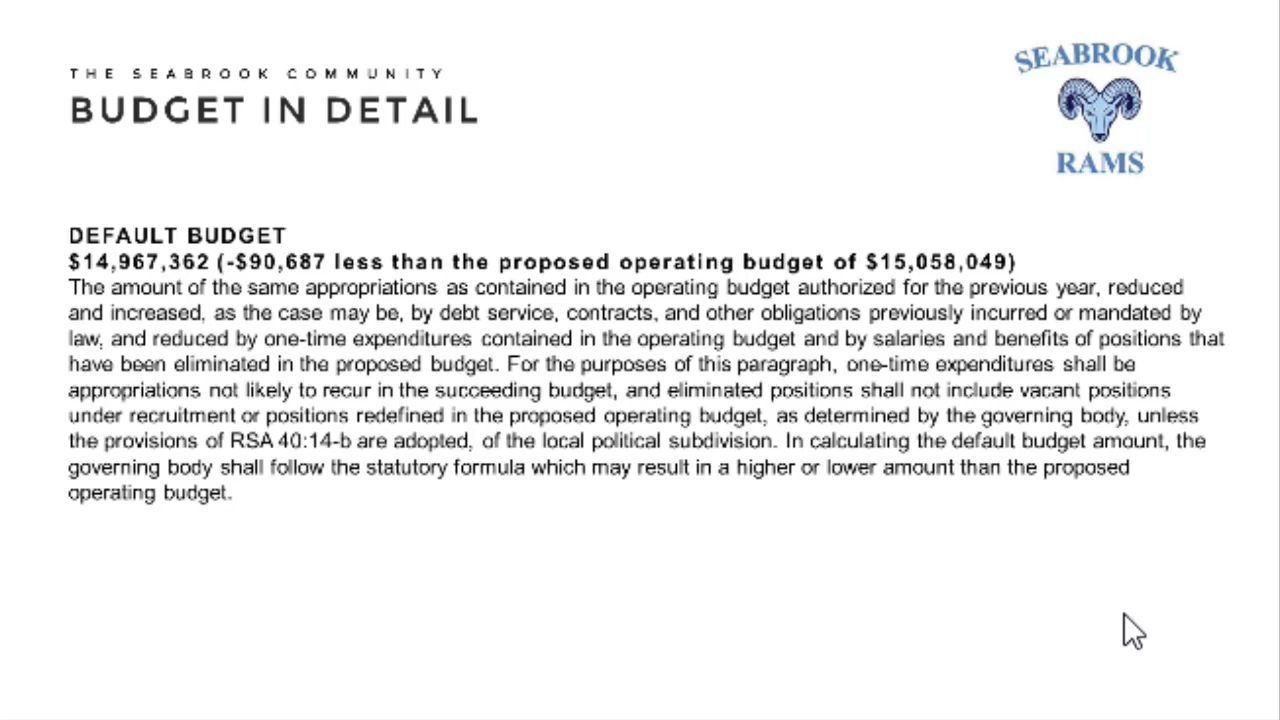 THE SEABROOK COMMUNITY
BUDGET IN DETAIL
SEABROOK
RAMS
DEFAULT BUDGET
$14,967,362 (-$90,687 less than the proposed operating budget of $15,058,049)
The amount of the same appropriations as contained in the operating budget authorized for the previous year, reduced
and increased, as the case may be, by debt service, contracts, and other obligations previously incurred or mandated by
law, and reduced by one-time expenditures contained in the operating budget and by salaries and benefits of positions that
have been eliminated in the proposed budget. For the purposes of this paragraph, one-time expenditures shall be
appropriations not likely to recur in the succeeding budget, and eliminated positions shall not include vacant positions
under recruitment or positions redefined in the proposed operating budget, as determined by the governing body, unless
the provisions of RSA 40:14-b are adopted, of the local political subdivision. In calculating the default budget amount, the
governing body shall follow the statutory formula which may result in a higher or lower amount than the proposed
operating budget.